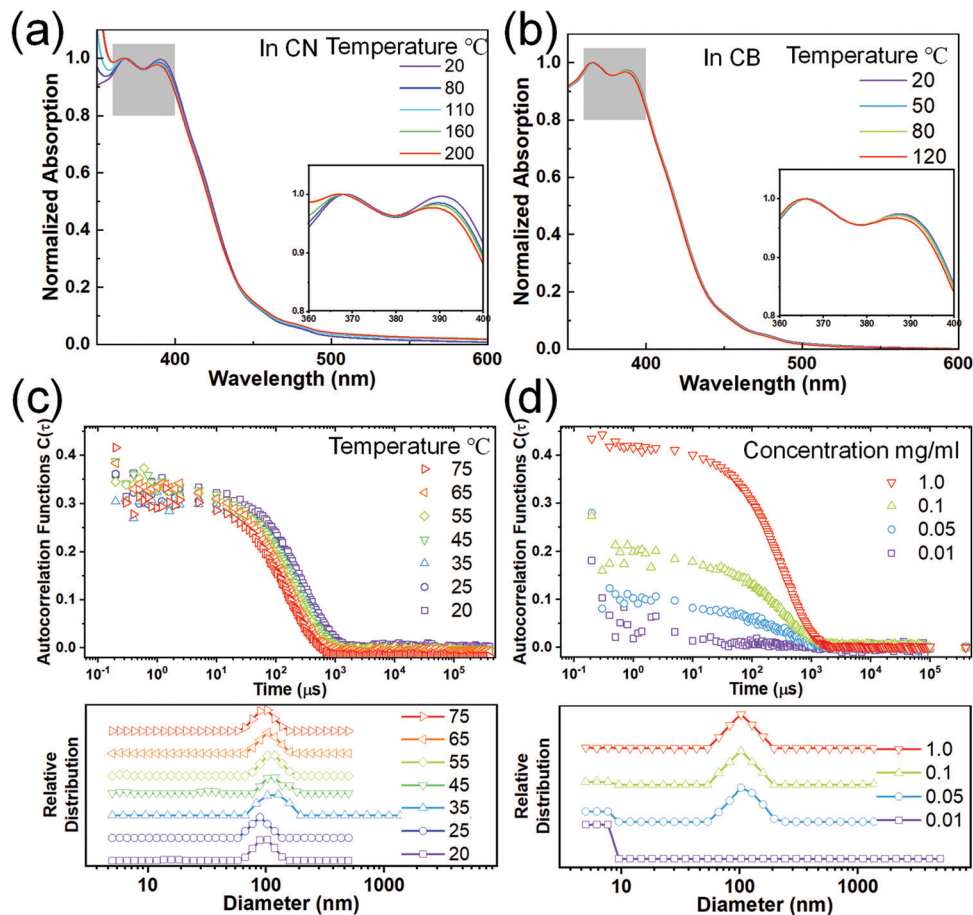 (a)
In CN Temperature °C
20
80
110
160
200
Normalized Absorption
1.0
0.8
0.6
0.4
0.2
0.0
1.0
0.9
0.8
360 370 380 390 400
400 500 600
Wavelength (nm)
(b)
In CB Temperature °C
20
50
80
120
Normalized Absorption
1.0
0.8
0.6
0.4
0.2
0.0
1.0
0.9
0.8
360 370 380 390 400
400 500 600
Wavelength (nm)
(c)
Temperature °C
75
65
55
45
35
25
20
Autocorrelation Functions C(τ)
0.4
0.3
0.2
0.1
0.0
10⁻¹ 10⁰ 10¹ 10² 10³ 10⁴ 10⁵
Time (μs)
75
65
55
45
35
25
20
Relative
Distribution
10 100 1000
Diameter (nm)
(d)
Concentration mg/ml
1.0
0.1
0.05
0.01
Autocorrelation Functions C(τ)
0.4
0.3
0.2
0.1
0.0
10⁻¹ 10⁰ 10¹ 10² 10³ 10⁴ 10⁵
Time (μs)
1.0
0.1
0.05
0.01
Relative
Distribution
10 100 1000
Diameter (nm)